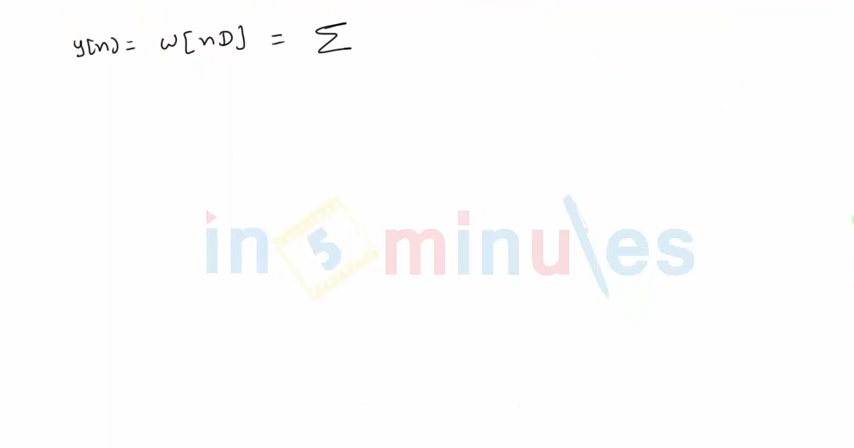 y[n] = w[nD] = Σ
in 5 minutes